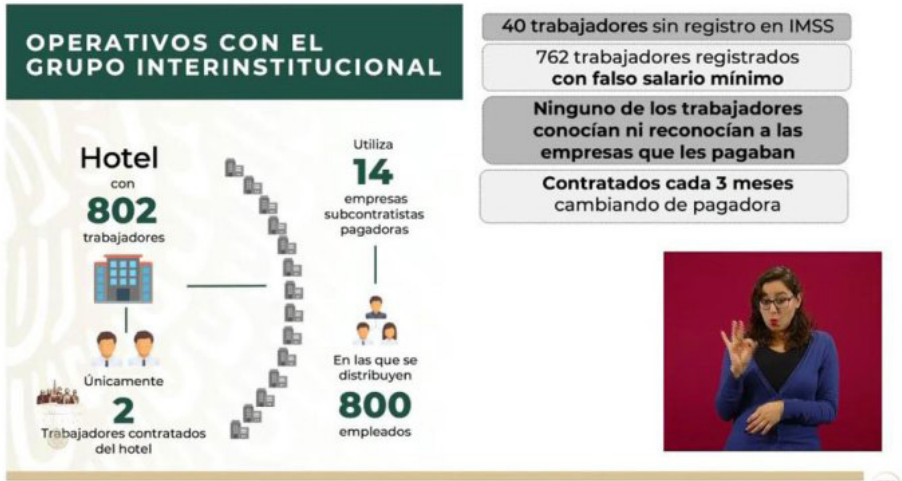 OPERATIVOS CON EL
GRUPO INTERINSTITUCIONAL
Hotel
con
802
trabajadores
Únicamente
2
Trabajadores contratados
del hotel
Utiliza
14
empresas
subcontratistas
pagadoras
En las que se
distribuyen
800
empleados
40 trabajadores sin registro en IMSS
762 trabajadores registrados
con falso salario mínimo
Ninguno de los trabajadores
conocían ni reconocían a las
empresas que les pagaban
Contratados cada 3 meses
cambiando de pagadora